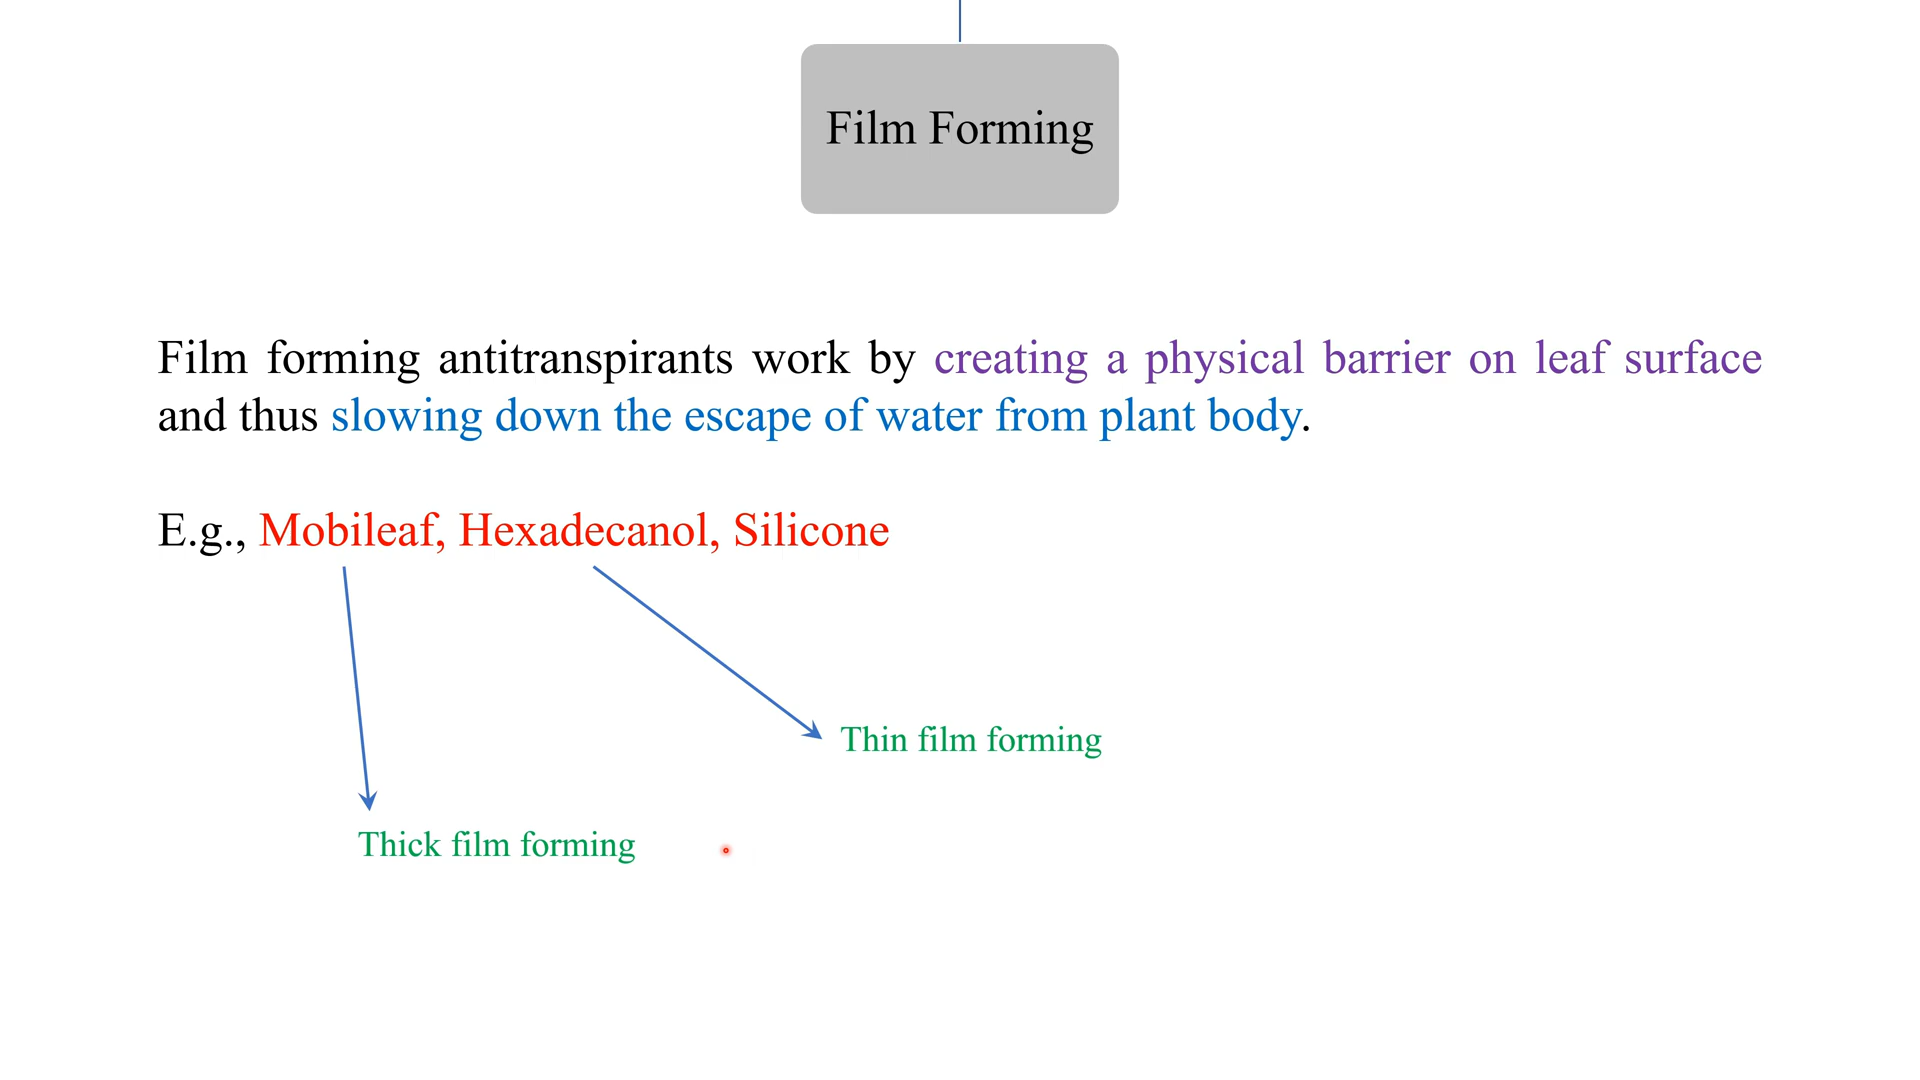 Film Forming
Film forming antitranspirants work by creating a physical barrier on leaf surface
and thus slowing down the escape of water from plant body.
E.g., Mobileaf, Hexadecanol, Silicone
Thin film forming
Thick film forming